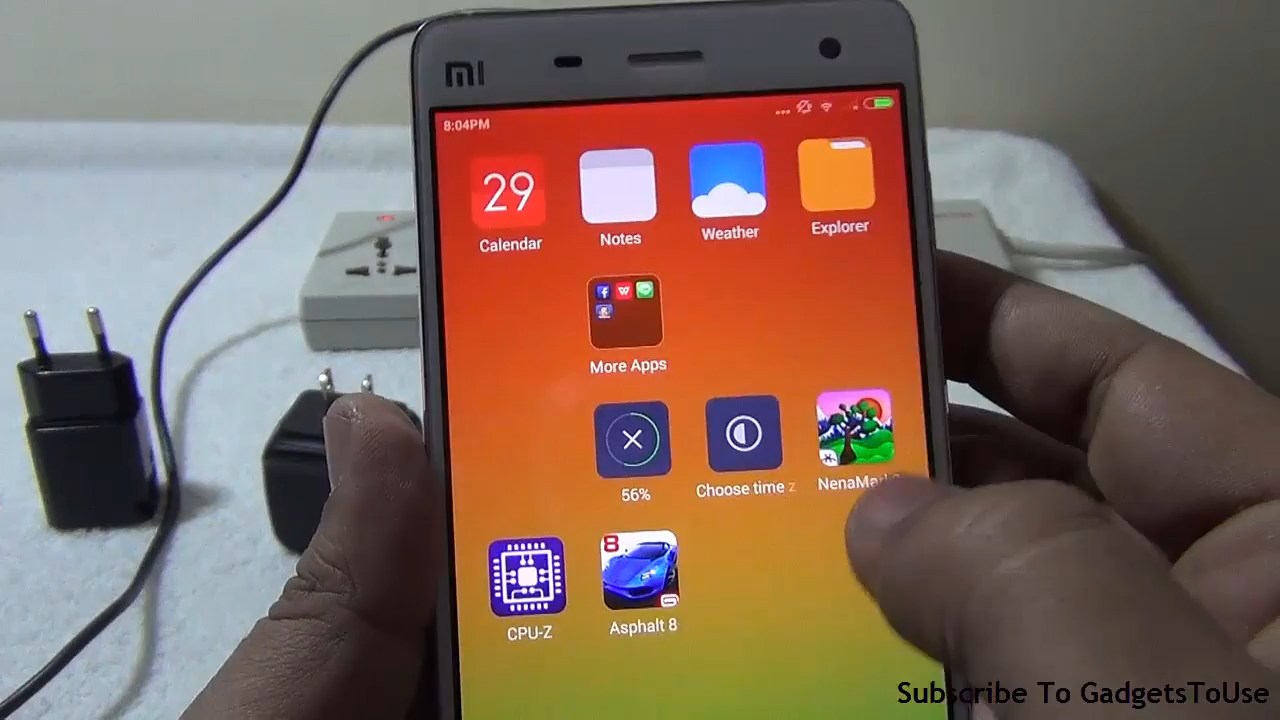 mi
8:04PM
29
Calendar
Notes
Weather
Explorer
More Apps
56%
Choose time z
8
CPU-Z
Asphalt 8
Subscribe To GadgetsToUse